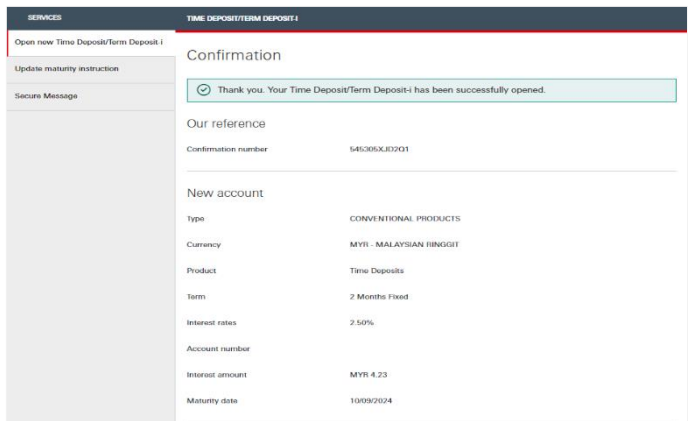 SERVICES
TIME DEPOSIT/TERM DEPOSIT-I
Open new Time Deposit/Term Deposit-i
Update maturity instruction
Secure Message
Confirmation
Thank you. Your Time Deposit/Term Deposit-i has been successfully opened.
Our reference
Confirmation number 545305XJD2Q1
New account
Type CONVENTIONAL PRODUCTS
Currency MYR - MALAYSIAN RINGGIT
Product Time Deposits
Term 2 Months Fixed
Interest rates 2.50%
Account number
Interest amount MYR 4.23
Maturity date 10/09/2024